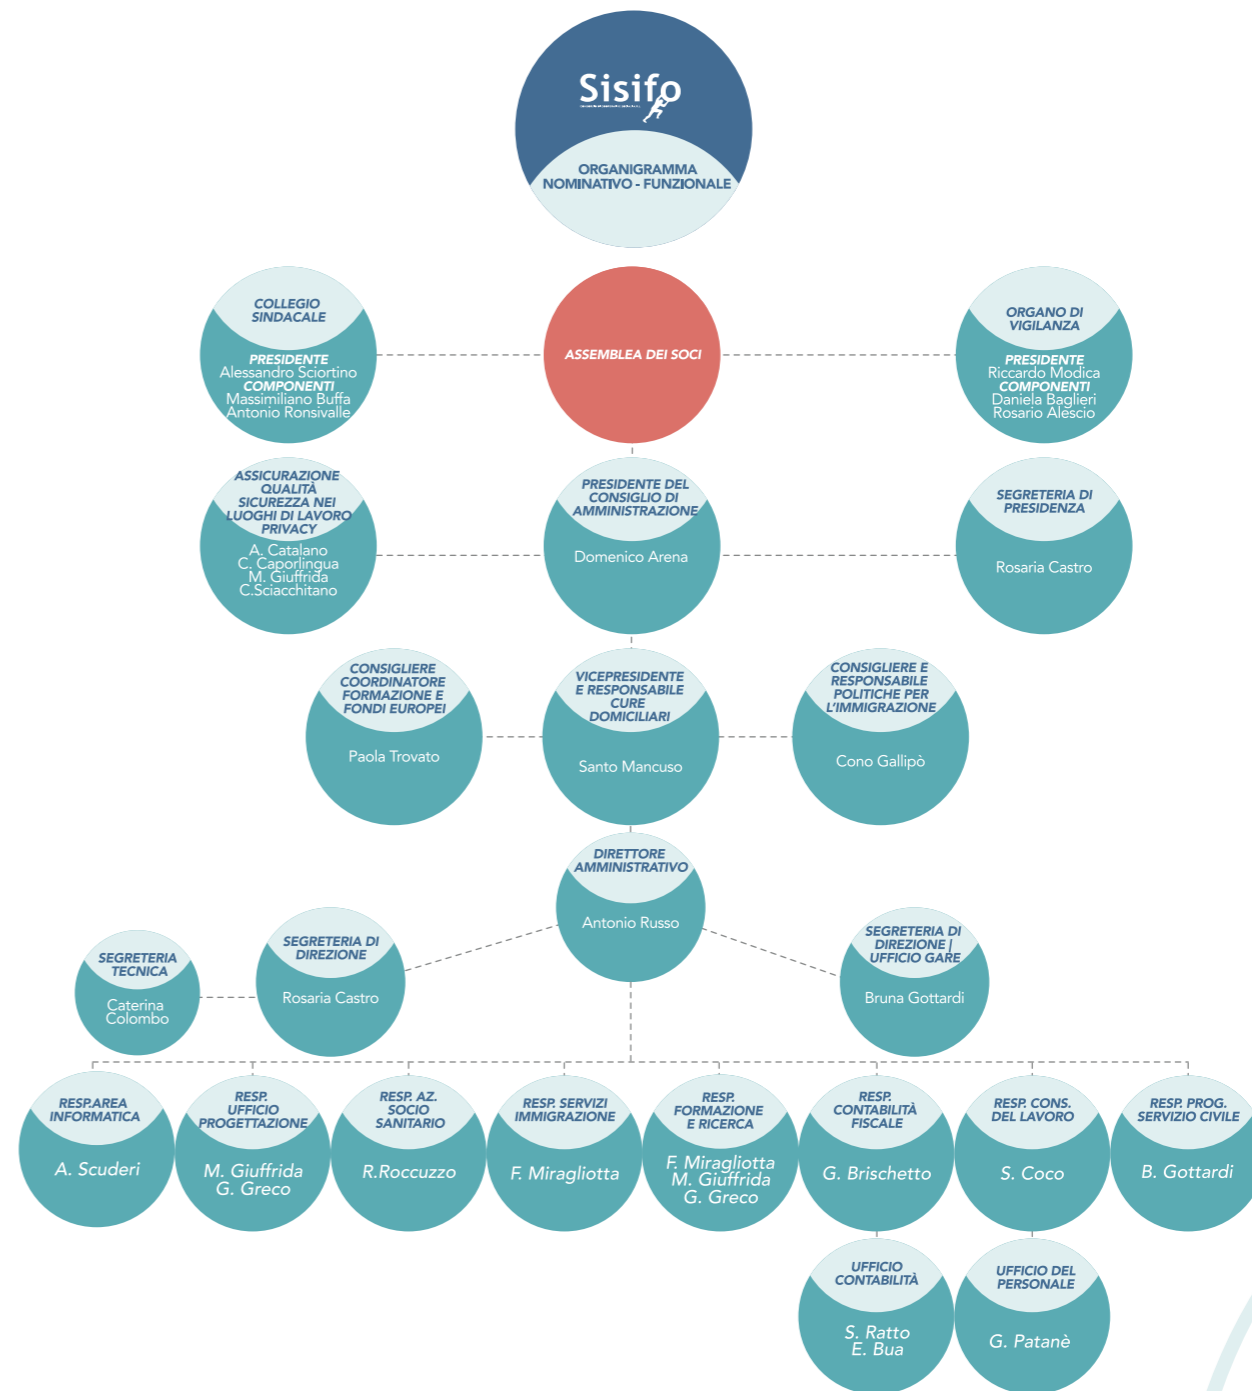 Sisifo
ORGANIGRAMMA
NOMINATIVO - FUNZIONALE
COLLEGIO
SINDACALE
PRESIDENTE
Alessandro Sciortino
COMPONENTI
Massimiliano Buffa
Antonio Ronsivalle
ASSEMBLEA DEI SOCI
ORGANO DI
VIGILANZA
PRESIDENTE
Riccardo Modica
COMPONENTI
Daniela Baglieri
Rosario Alescio
ASSICURAZIONE
QUALITÀ
SICUREZZA NEI
LUOGHI DI LAVORO
PRIVACY
A. Catalano
C. Caporlingua
M. Giuffrida
C.Sciacchitano
PRESIDENTE DEL
CONSIGLIO DI
AMMINISTRAZIONE
Domenico Arena
SEGRETERIA DI
PRESIDENZA
Rosaria Castro
CONSIGLIERE
COORDINATORE
FORMAZIONE E
FONDI EUROPEI
Paola Trovato
VICEPRESIDENTE
E RESPONSABILE
CURE
DOMICILIARI
Santo Mancuso
CONSIGLIERE E
RESPONSABILE
POLITICHE PER
L'IMMIGRAZIONE
Cono Gallipò
DIRETTORE
AMMINISTRATIVO
Antonio Russo
SEGRETERIA
TECNICA
Caterina
Colombo
SEGRETERIA DI
DIREZIONE
Rosaria Castro
SEGRETERIA DI
DIREZIONE |
UFFICIO GARE
Bruna Gottardi
RESP.AREA
INFORMATICA
A. Scuderi
RESP.
UFFICIO
PROGETTAZIONE
M. Giuffrida
G. Greco
RESP. AZ.
SOCIO
SANITARIO
R.Roccuzzo
RESP. SERVIZI
IMMIGRAZIONE
F. Miragliotta
RESP.
FORMAZIONE
E RICERCA
F. Miragliotta
M. Giuffrida
G. Greco
RESP.
CONTABILITÀ
FISCALE
G. Brischetto
RESP. CONS.
DEL LAVORO
S. Coco
RESP. PROG.
SERVIZIO CIVILE
B. Gottardi
UFFICIO
CONTABILITÀ
S. Ratto
E. Bua
UFFICIO DEL
PERSONALE
G. Patanè